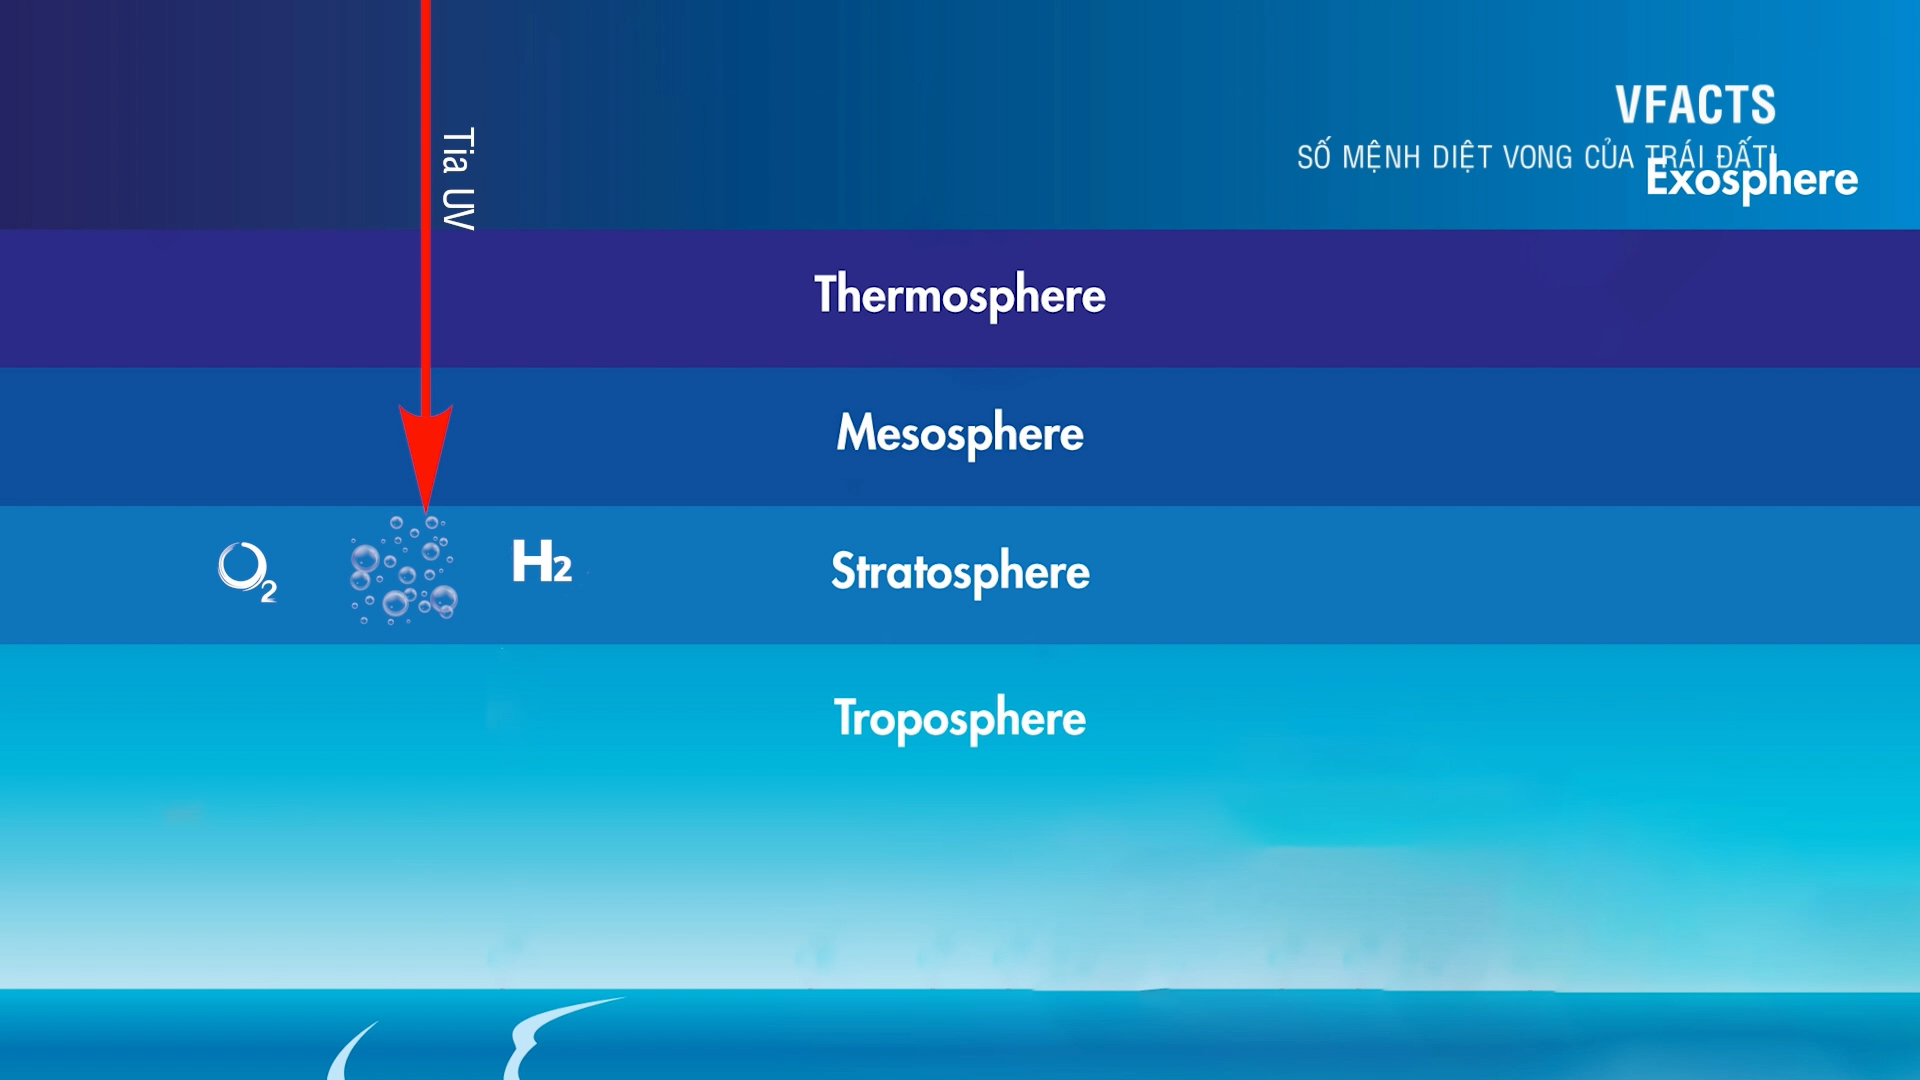 VFACTS
SỐ MỆNH DIỆT VONG CỦA TRÁI ĐẤT!
Exosphere
Tia UV
Thermosphere
Mesosphere
O2
H2
Stratosphere
Troposphere